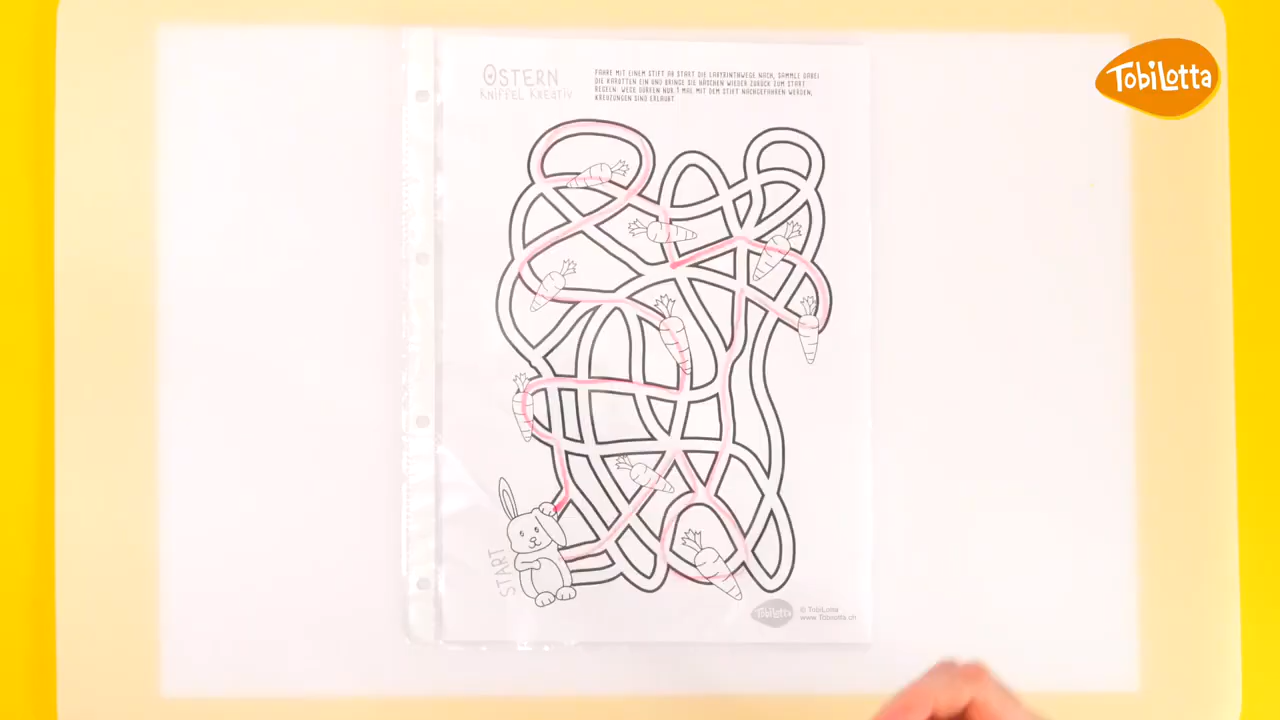 TobiLotta
OSTERN
KNIFFEL KREATIV
FAHRE MIT EINEM STIFT AB START DIE LABYRINTHWEGE NACH, SAMMLE DABEI
DIE KAROTTEN EIN UND BRINGE DIE HÄSCHEN WIEDER ZURÜCK ZUM START
REGELN: WEGE DÜRFEN NUR 1 MAL MIT DEM STIFT NACHGEFAHREN WERDEN,
KREUZUNGEN SIND ERLAUBT
START
TobiLotta
© TobiLotta
www.Tobilotta.ch